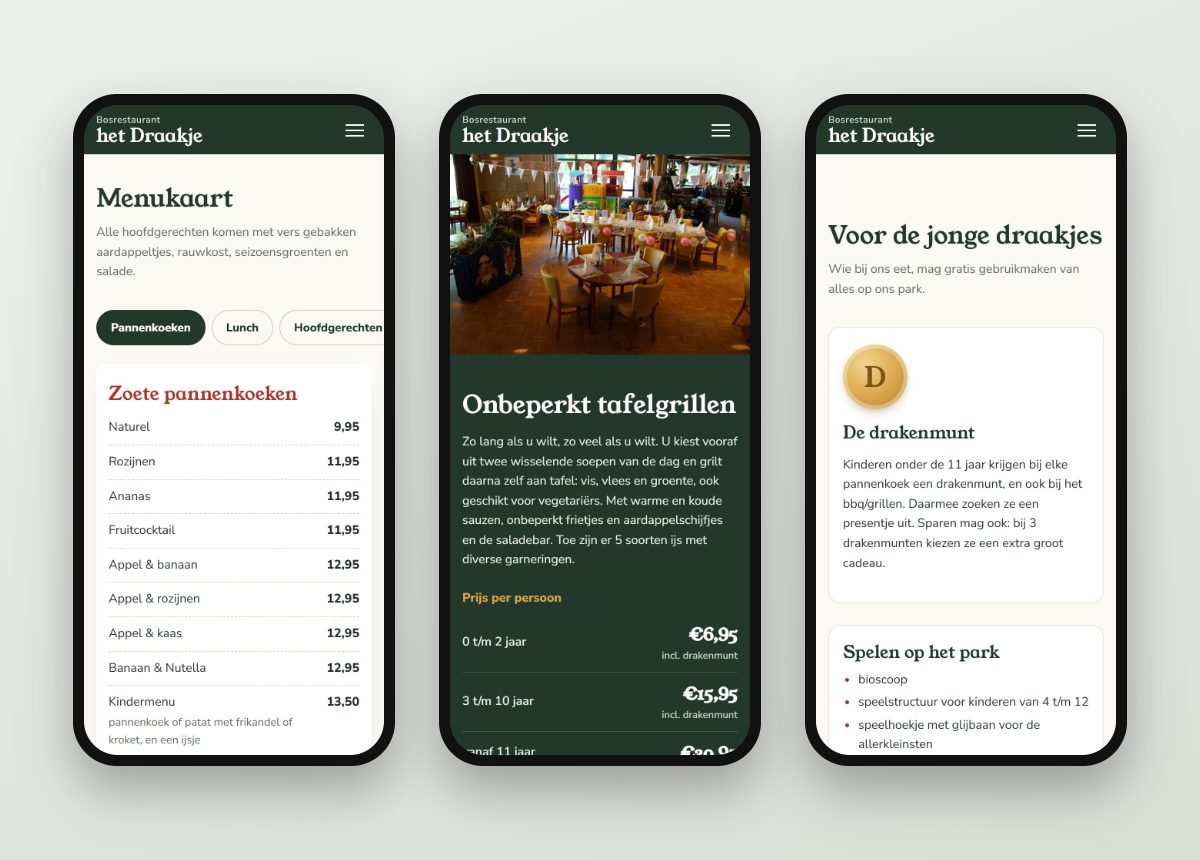 Bosrestaurant
het Draakje
Menukaart
Alle hoofdgerechten komen met vers gebakken
aardappeltjes, rauwkost, seizoensgroenten en
salade.
Pannenkoeken
Lunch
Hoofdgerechten
Zoete pannenkoeken
Naturel 9,95
Rozijnen 11,95
Ananas 11,95
Fruitcocktail 11,95
Appel & banaan 12,95
Appel & rozijnen 12,95
Appel & kaas 12,95
Banaan & Nutella 12,95
Kindermenu 13,50
pannenkoek of patat met frikandel of
kroket, en een ijsje
Bosrestaurant
het Draakje
Onbeperkt tafelgrillen
Zo lang als u wilt, zo veel als u wilt. U kiest vooraf
uit twee wisselende soepen van de dag en grilt
daarna zelf aan tafel: vis, vlees en groente, ook
geschikt voor vegetariërs. Met warme en koude
sauzen, onbeperkt frietjes en aardappelschijfjes
en de saladebar. Toe zijn er 5 soorten ijs met
diverse garneringen.
Prijs per persoon
0 t/m 2 jaar €6,95
incl. drakenmunt
3 t/m 10 jaar €15,95
incl. drakenmunt
vanaf 11 jaar
Bosrestaurant
het Draakje
Voor de jonge draakjes
Wie bij ons eet, mag gratis gebruikmaken van
alles op ons park.
D
De drakenmunt
Kinderen onder de 11 jaar krijgen bij elke
pannenkoek een drakenmunt, en ook bij het
bbq/grillen. Daarmee zoeken ze een
presentje uit. Sparen mag ook: bij 3
drakenmunten kiezen ze een extra groot
cadeau.
Spelen op het park
• bioscoop
• speelstructuur voor kinderen van 4 t/m 12
• speelhoekje met glijbaan voor de
allerkleinsten